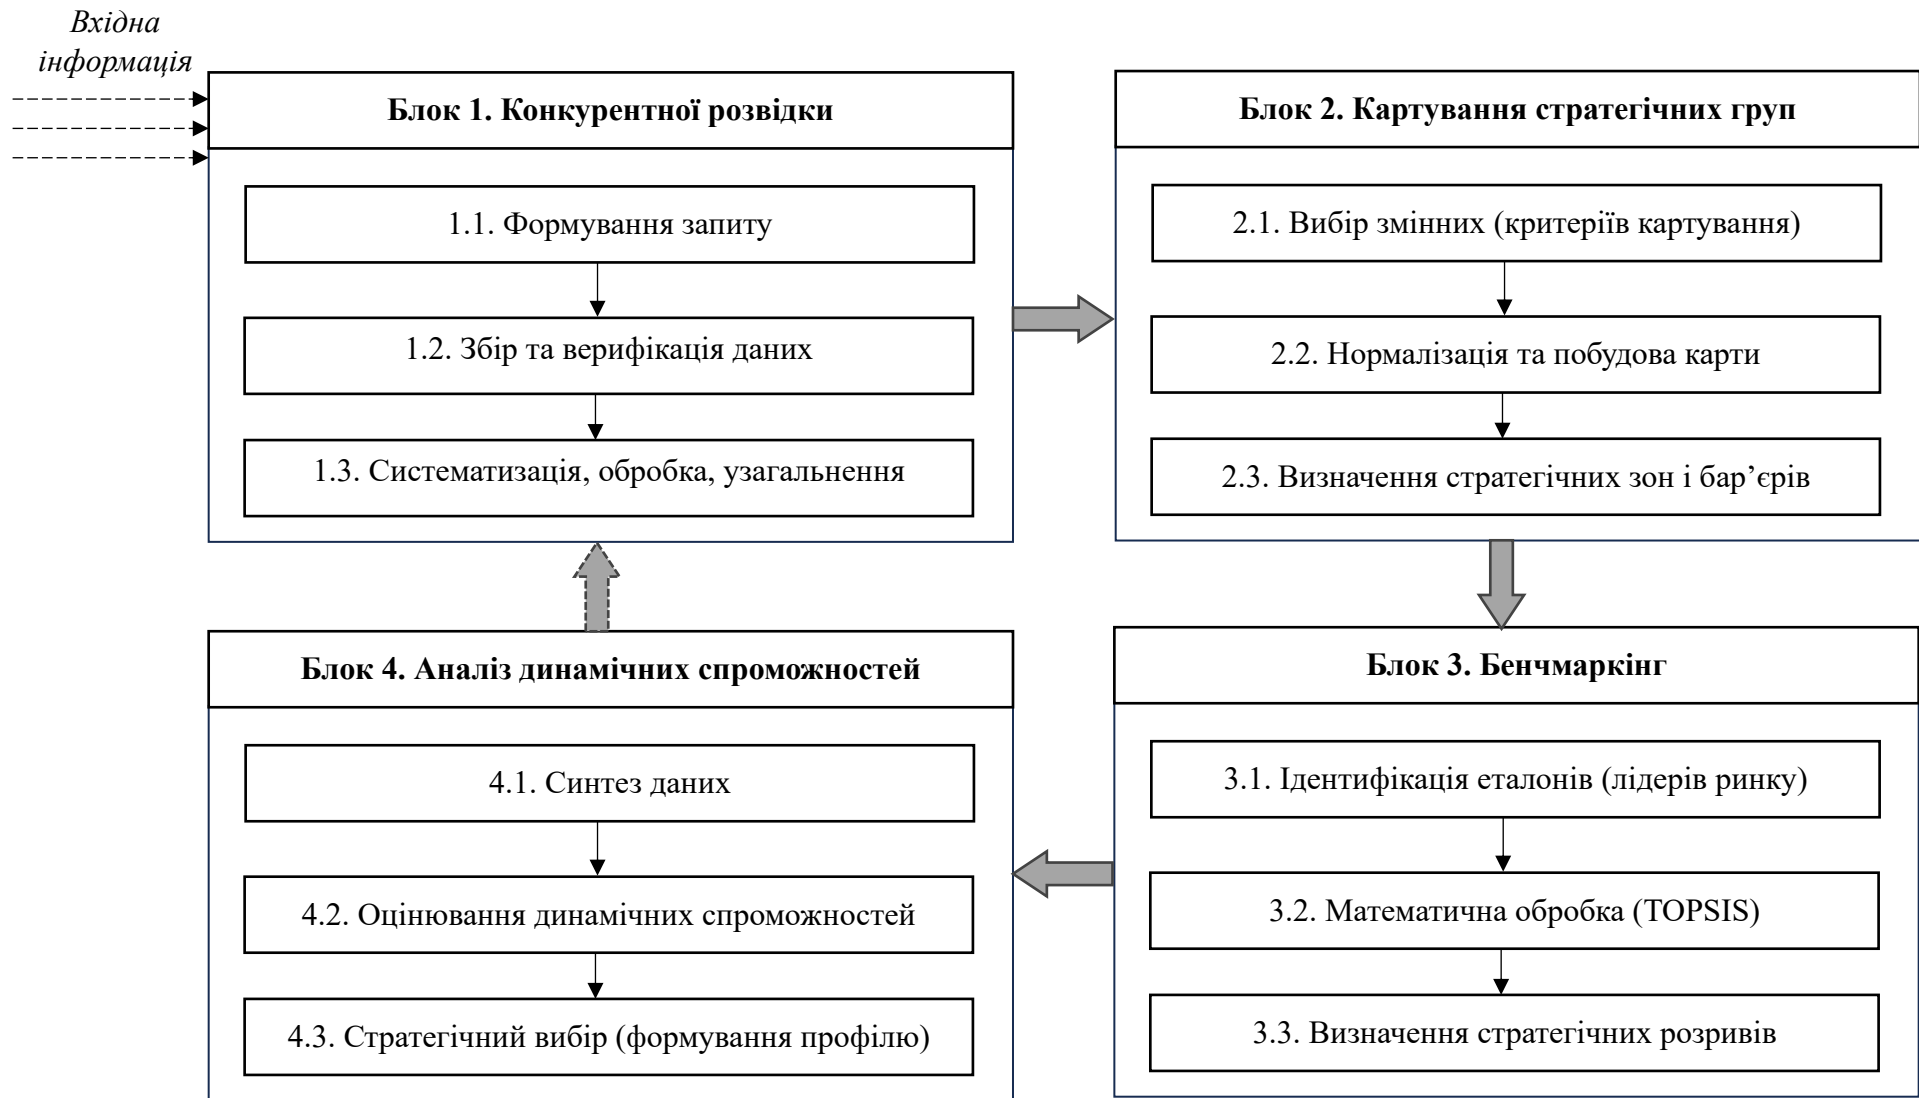 Вхідна
інформація
Блок 1. Конкурентної розвідки
1.1. Формування запиту
1.2. Збір та верифікація даних
1.3. Систематизація, обробка, узагальнення
Блок 2. Картування стратегічних груп
2.1. Вибір змінних (критеріїв картування)
2.2. Нормалізація та побудова карти
2.3. Визначення стратегічних зон і бар’єрів
Блок 3. Бенчмаркінг
3.1. Ідентифікація еталонів (лідерів ринку)
3.2. Математична обробка (TOPSIS)
3.3. Визначення стратегічних розривів
Блок 4. Аналіз динамічних спроможностей
4.1. Синтез даних
4.2. Оцінювання динамічних спроможностей
4.3. Стратегічний вибір (формування профілю)